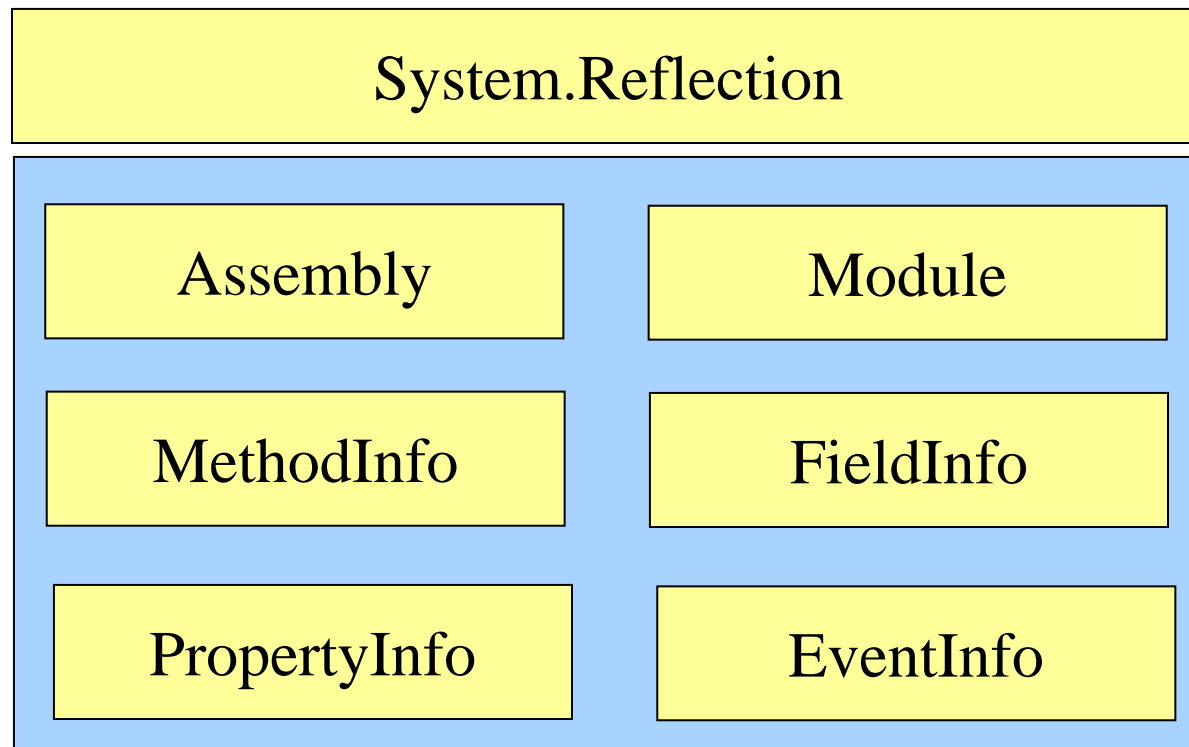 System.Reflection
Assembly
Module
MethodInfo
FieldInfo
PropertyInfo
EventInfo